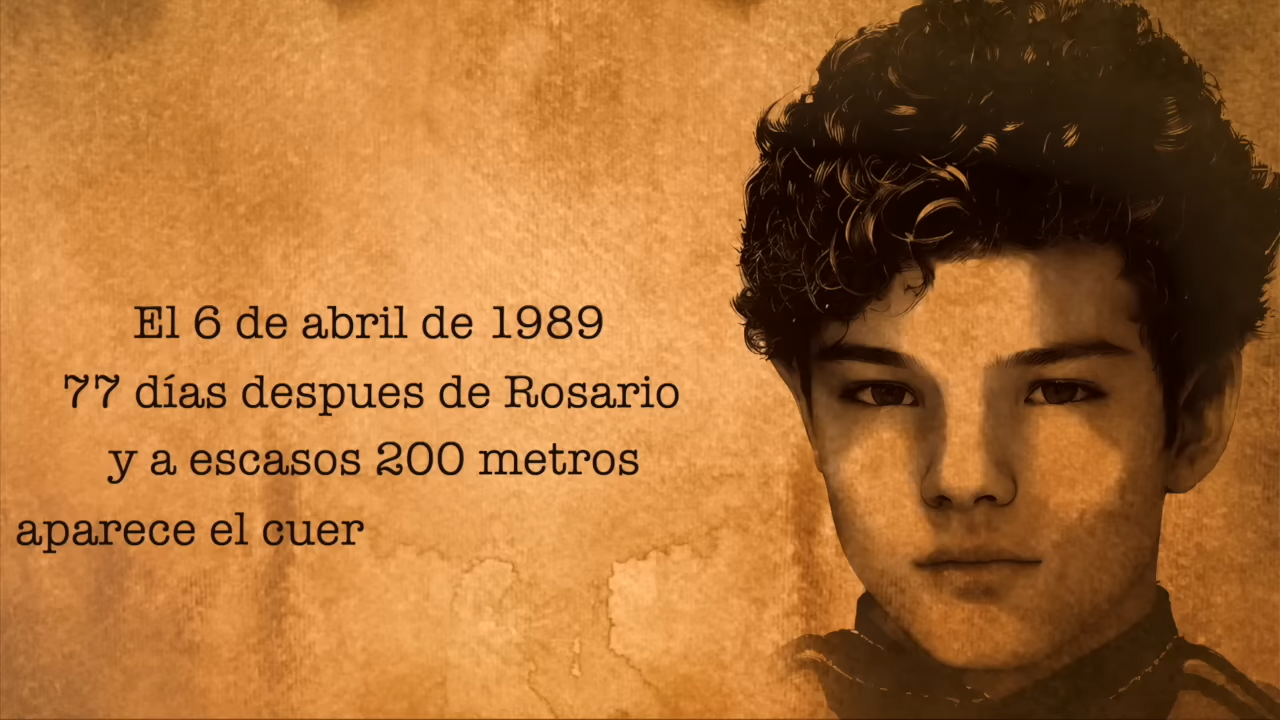 El 6 de abril de 1989
77 días despues de Rosario
y a escasos 200 metros
aparece el cuer